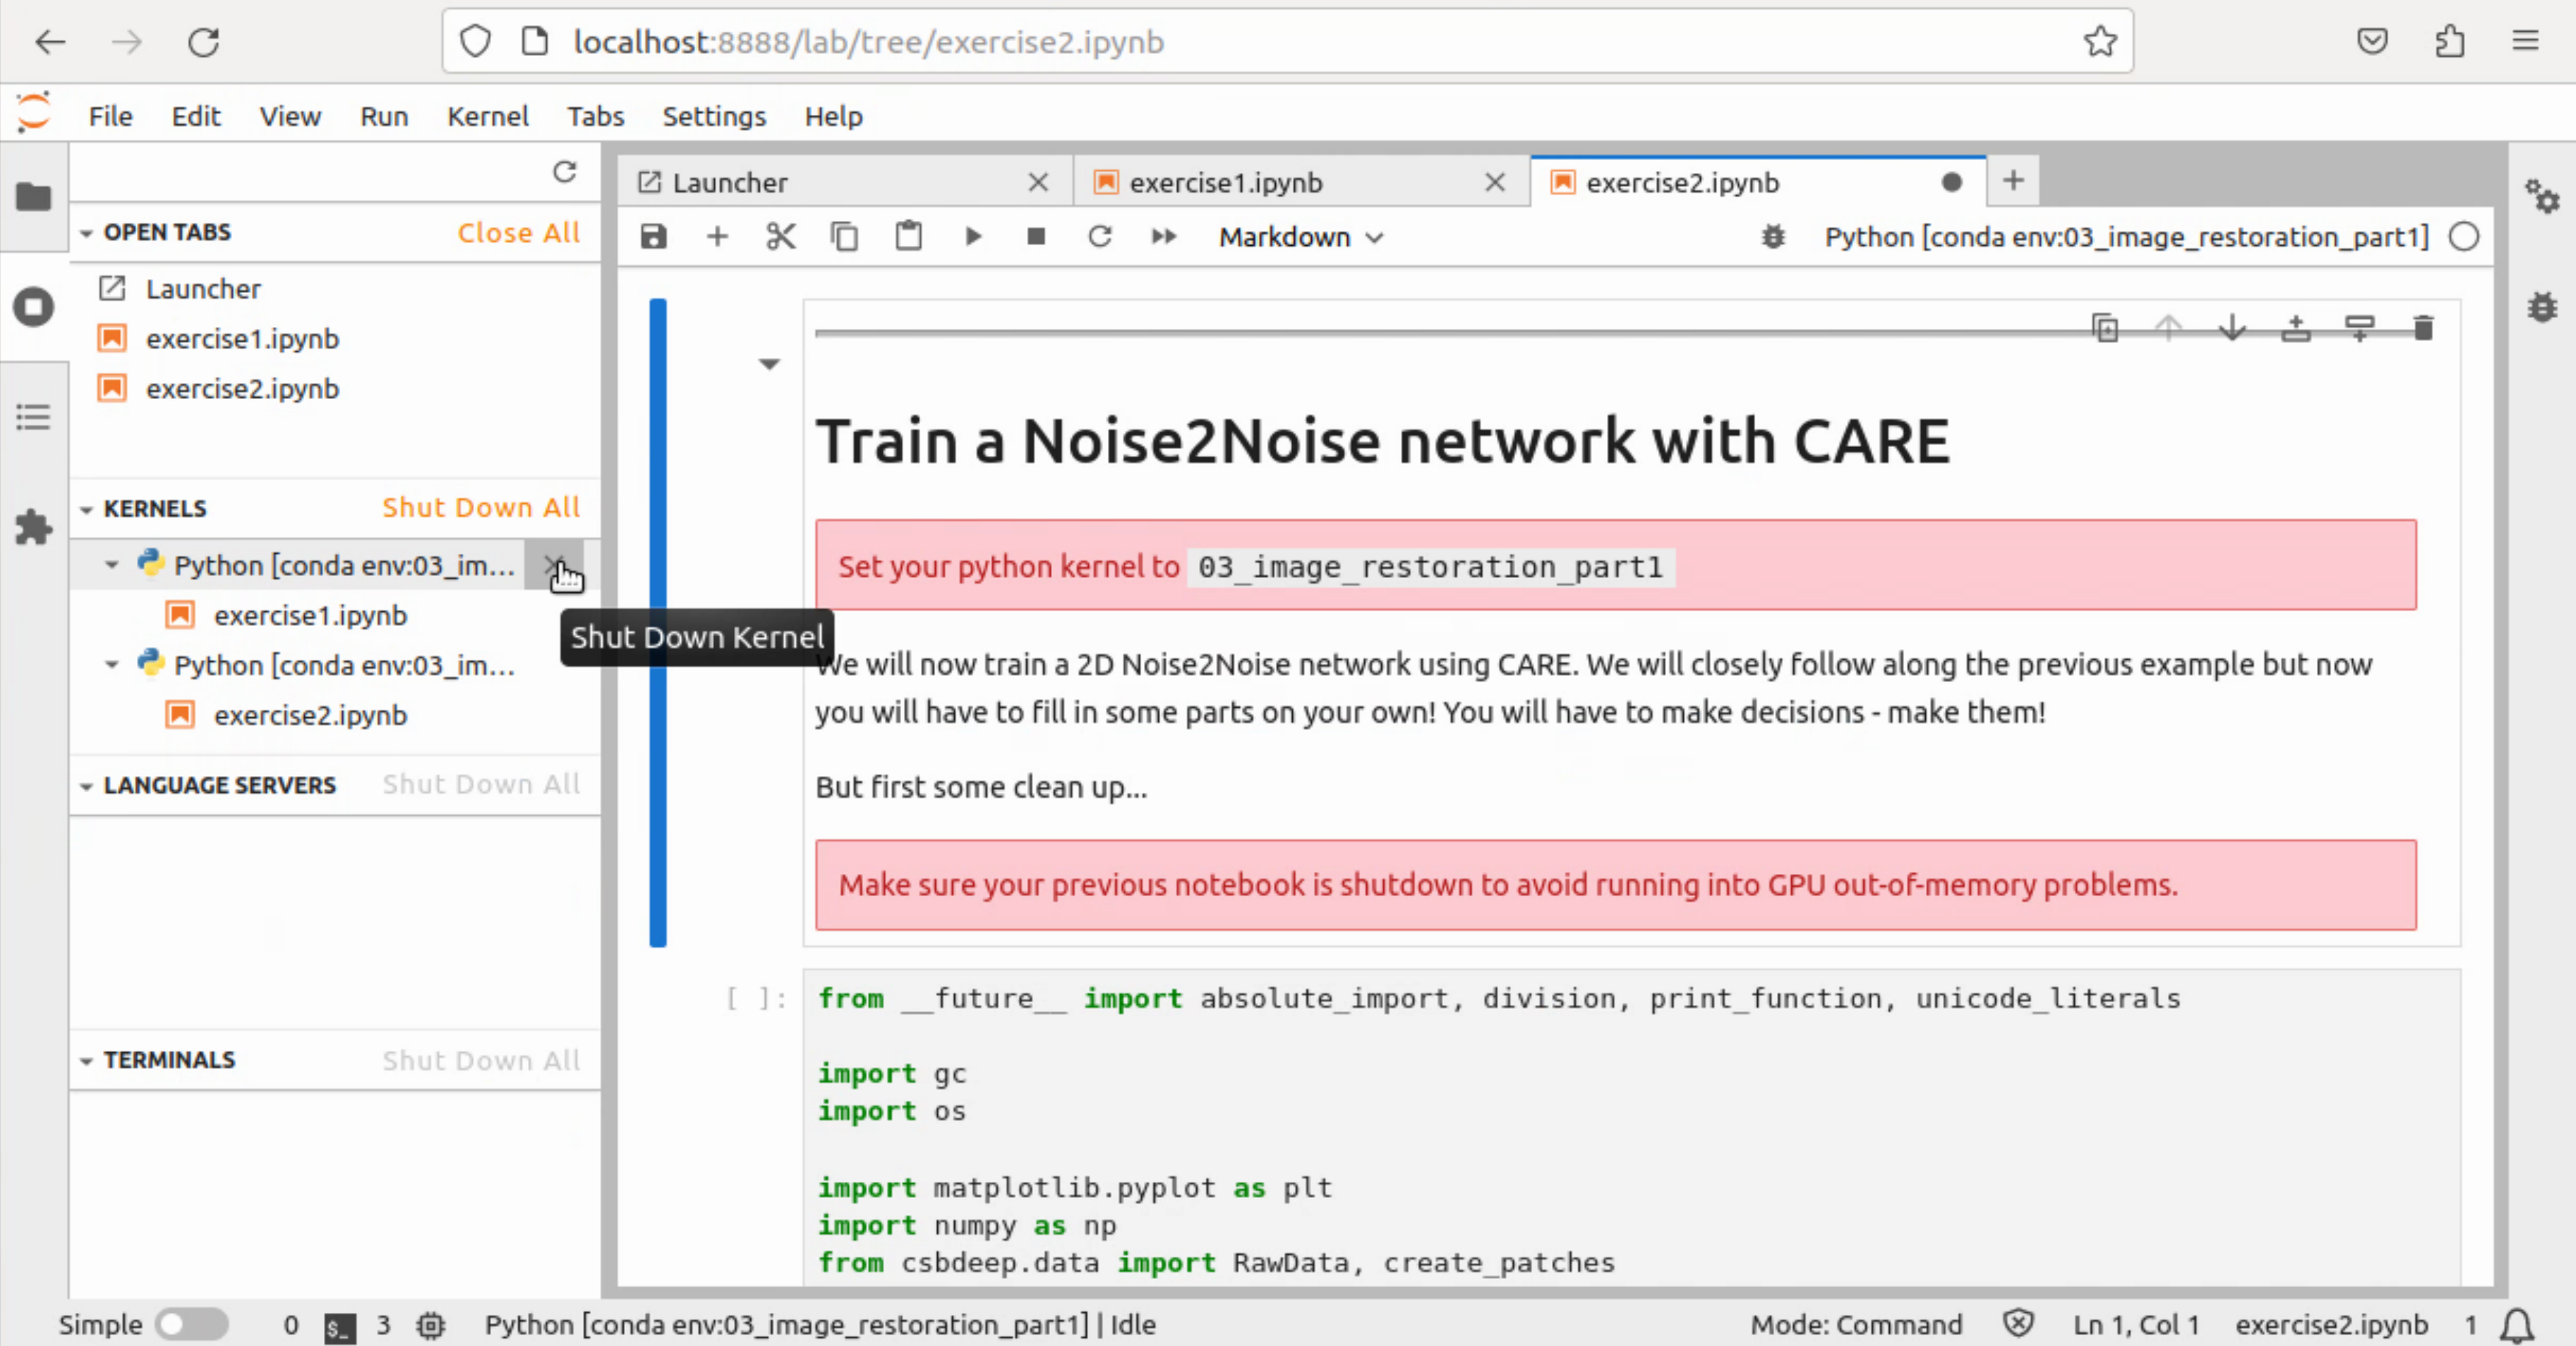 localhost:8888/lab/tree/exercise2.ipynb
File Edit View Run Kernel Tabs Settings Help
OPEN TABS Close All
Launcher
exercise1.ipynb
exercise2.ipynb
KERNELS Shut Down All
Python [conda env:03_im...
exercise1.ipynb
Shut Down Kernel
Python [conda env:03_im...
exercise2.ipynb
LANGUAGE SERVERS Shut Down All
TERMINALS Shut Down All
Launcher exercise1.ipynb exercise2.ipynb
Markdown Python [conda env:03_image_restoration_part1]
Train a Noise2Noise network with CARE
Set your python kernel to 03_image_restoration_part1
We will now train a 2D Noise2Noise network using CARE. We will closely follow along the previous example but now
you will have to fill in some parts on your own! You will have to make decisions - make them!
But first some clean up...
Make sure your previous notebook is shutdown to avoid running into GPU out-of-memory problems.
[ ]: from __future__ import absolute_import, division, print_function, unicode_literals
import gc
import os
import matplotlib.pyplot as plt
import numpy as np
from csbdeep.data import RawData, create_patches
Simple 0 $_ 3 Python [conda env:03_image_restoration_part1] | Idle Mode: Command Ln 1, Col 1 exercise2.ipynb 1